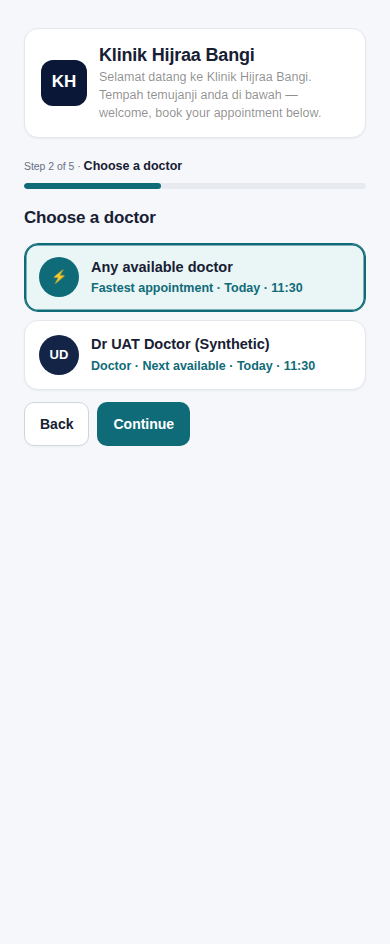 KH
Klinik Hijraa Bangi
Selamat datang ke Klinik Hijraa Bangi.
Tempah temujanji anda di bawah —
welcome, book your appointment below.
Step 2 of 5 · Choose a doctor
Choose a doctor
Any available doctor
Fastest appointment · Today · 11:30
UD
Dr UAT Doctor (Synthetic)
Doctor · Next available · Today · 11:30
Back
Continue